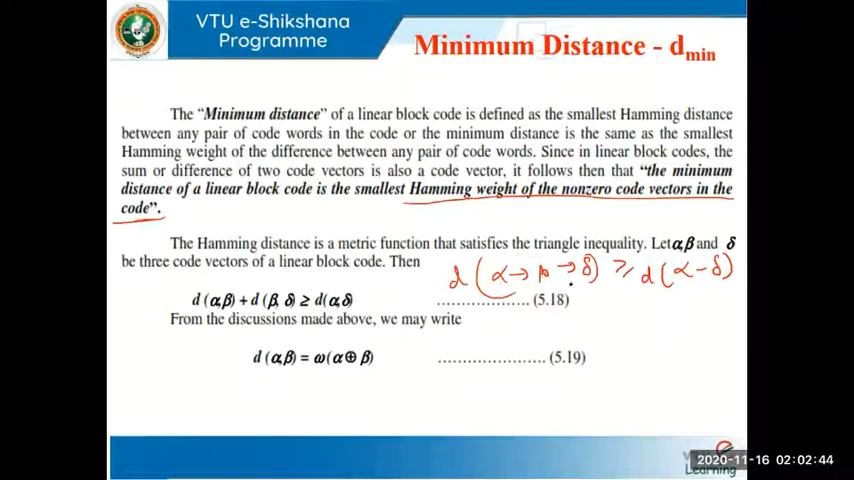 VTU e-Shikshana
Programme
Minimum Distance - dmin
The “Minimum distance” of a linear block code is defined as the smallest Hamming distance
between any pair of code words in the code or the minimum distance is the same as the smallest
Hamming weight of the difference between any pair of code words. Since in linear block codes, the
sum or difference of two code vectors is also a code vector, it follows then that “the minimum
distance of a linear block code is the smallest Hamming weight of the nonzero code vectors in the
code”.
The Hamming distance is a metric function that satisfies the triangle inequality. Let α,β and δ
be three code vectors of a linear block code. Then
d (α → β → δ) ≥ d (α - δ)
d (α,β) + d (β, δ) ≥ d(α,δ) ………………… (5.18)
From the discussions made above, we may write
d (α,β) = ω(α ⊕ β) …………………… (5.19)
2020-11-16 02:02:44
Learning